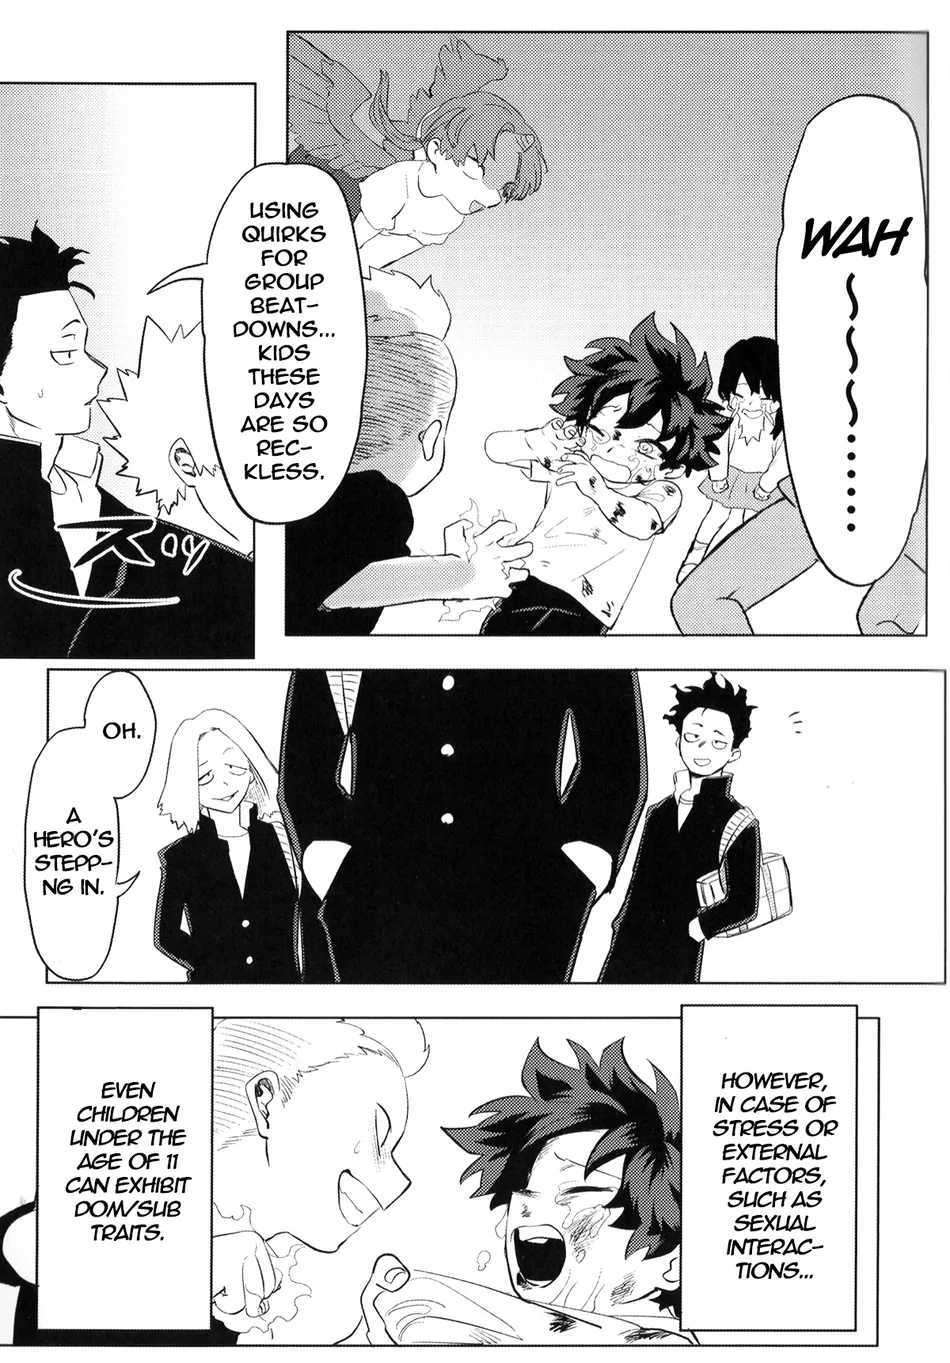 WAH
USING
QUIRKS
FOR
GROUP
BEAT-
DOWNS...
KIDS
THESE
DAYS
ARE SO
REC-
KLESS.
OH.
A
HERO'S
STEPP-
NG IN.
HOWEVER,
IN CASE OF
STRESS OR
EXTERNAL
FACTORS,
SUCH AS
SEXUAL
INTERAC-
TIONS...
EVEN
CHILDREN
UNDER THE
AGE OF 11
CAN EXHIBIT
DOM/SUB
TRAITS.